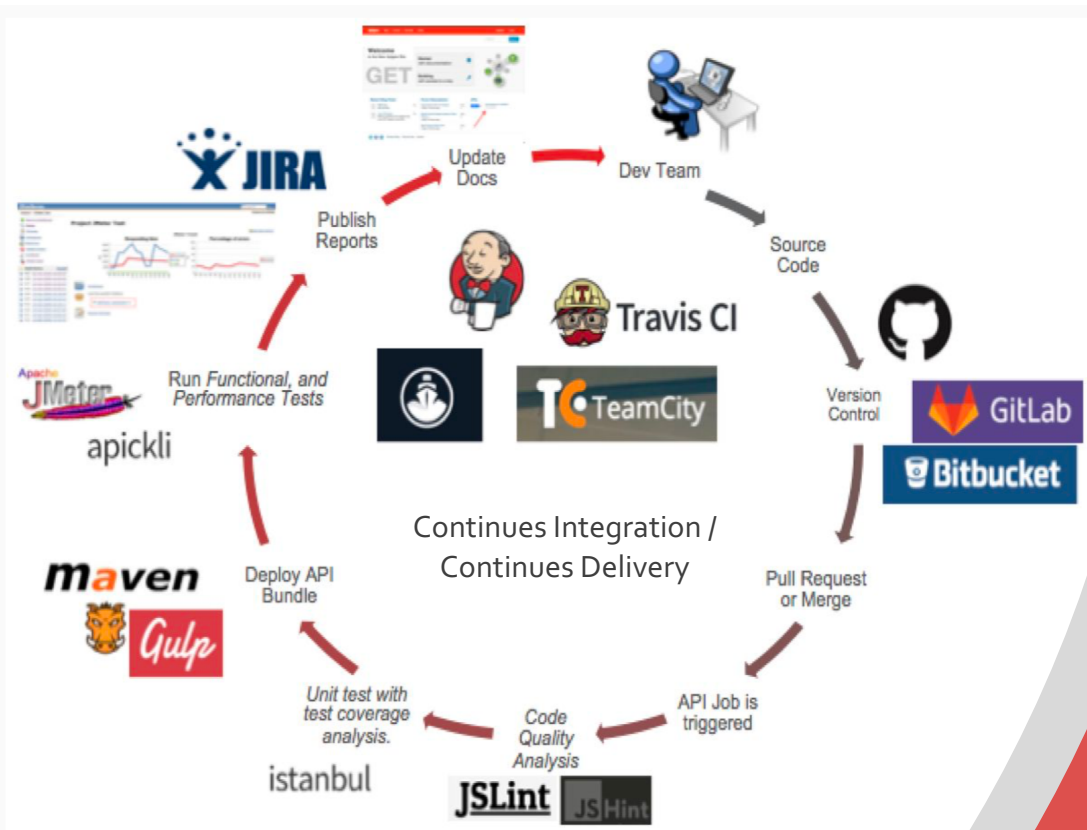 Welcome
GET
JIRA
Update
Docs
Dev Team
Publish
Reports
Source
Code
Travis CI
TC TeamCity
Apache
JMeter
apickli
Run Functional, and
Performance Tests
Version
Control
GitLab
Bitbucket
Continues Integration /
Continues Delivery
maven
Gulp
Deploy API
Bundle
Pull Request
or Merge
Unit test with
test coverage
analysis.
istanbul
Code
Quality
Analysis
API Job is
triggered
JSLint
JSHint